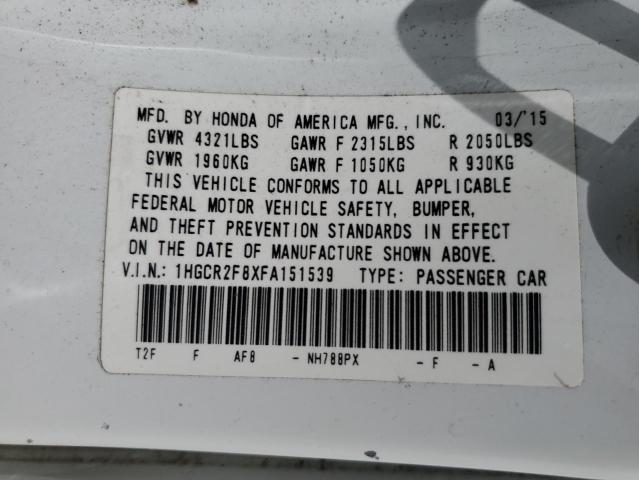 MFD. BY HONDA OF AMERICA MFG., INC. 03/'15
GVWR 4321LBS GAWR F 2315LBS R 2050LBS
GVWR 1960KG GAWR F 1050KG R 930KG
THIS VEHICLE CONFORMS TO ALL APPLICABLE
FEDERAL MOTOR VEHICLE SAFETY, BUMPER,
AND THEFT PREVENTION STANDARDS IN EFFECT
ON THE DATE OF MANUFACTURE SHOWN ABOVE.
V.I.N.: 1HGCR2F8XFA151539 TYPE: PASSENGER CAR
T2F F AF8 - NH788PX - F - A